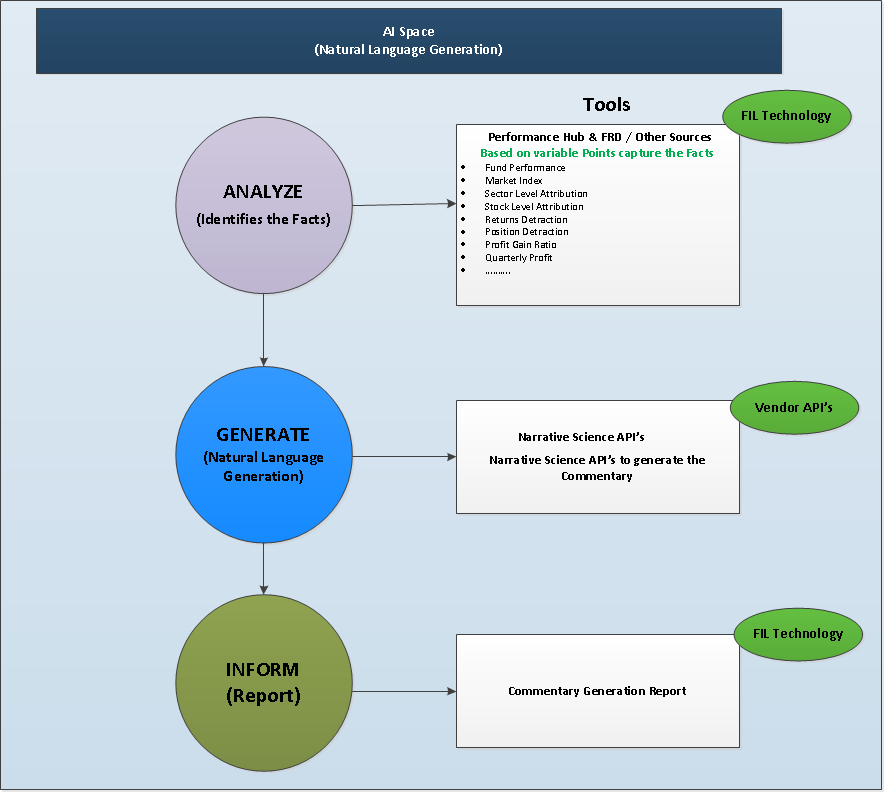 AI Space
(Natural Language Generation)
Tools
FIL Technology
ANALYZE
(Identifies the Facts)
Performance Hub & FRD / Other Sources
Based on variable Points capture the Facts
• Fund Performance
• Market Index
• Sector Level Attribution
• Stock Level Attribution
• Returns Detraction
• Position Detraction
• Profit Gain Ratio
• Quarterly Profit
• ..........
GENERATE
(Natural Language
Generation)
Vendor API's
Narrative Science API's
Narrative Science API's to generate the
Commentary
INFORM
(Report)
FIL Technology
Commentary Generation Report